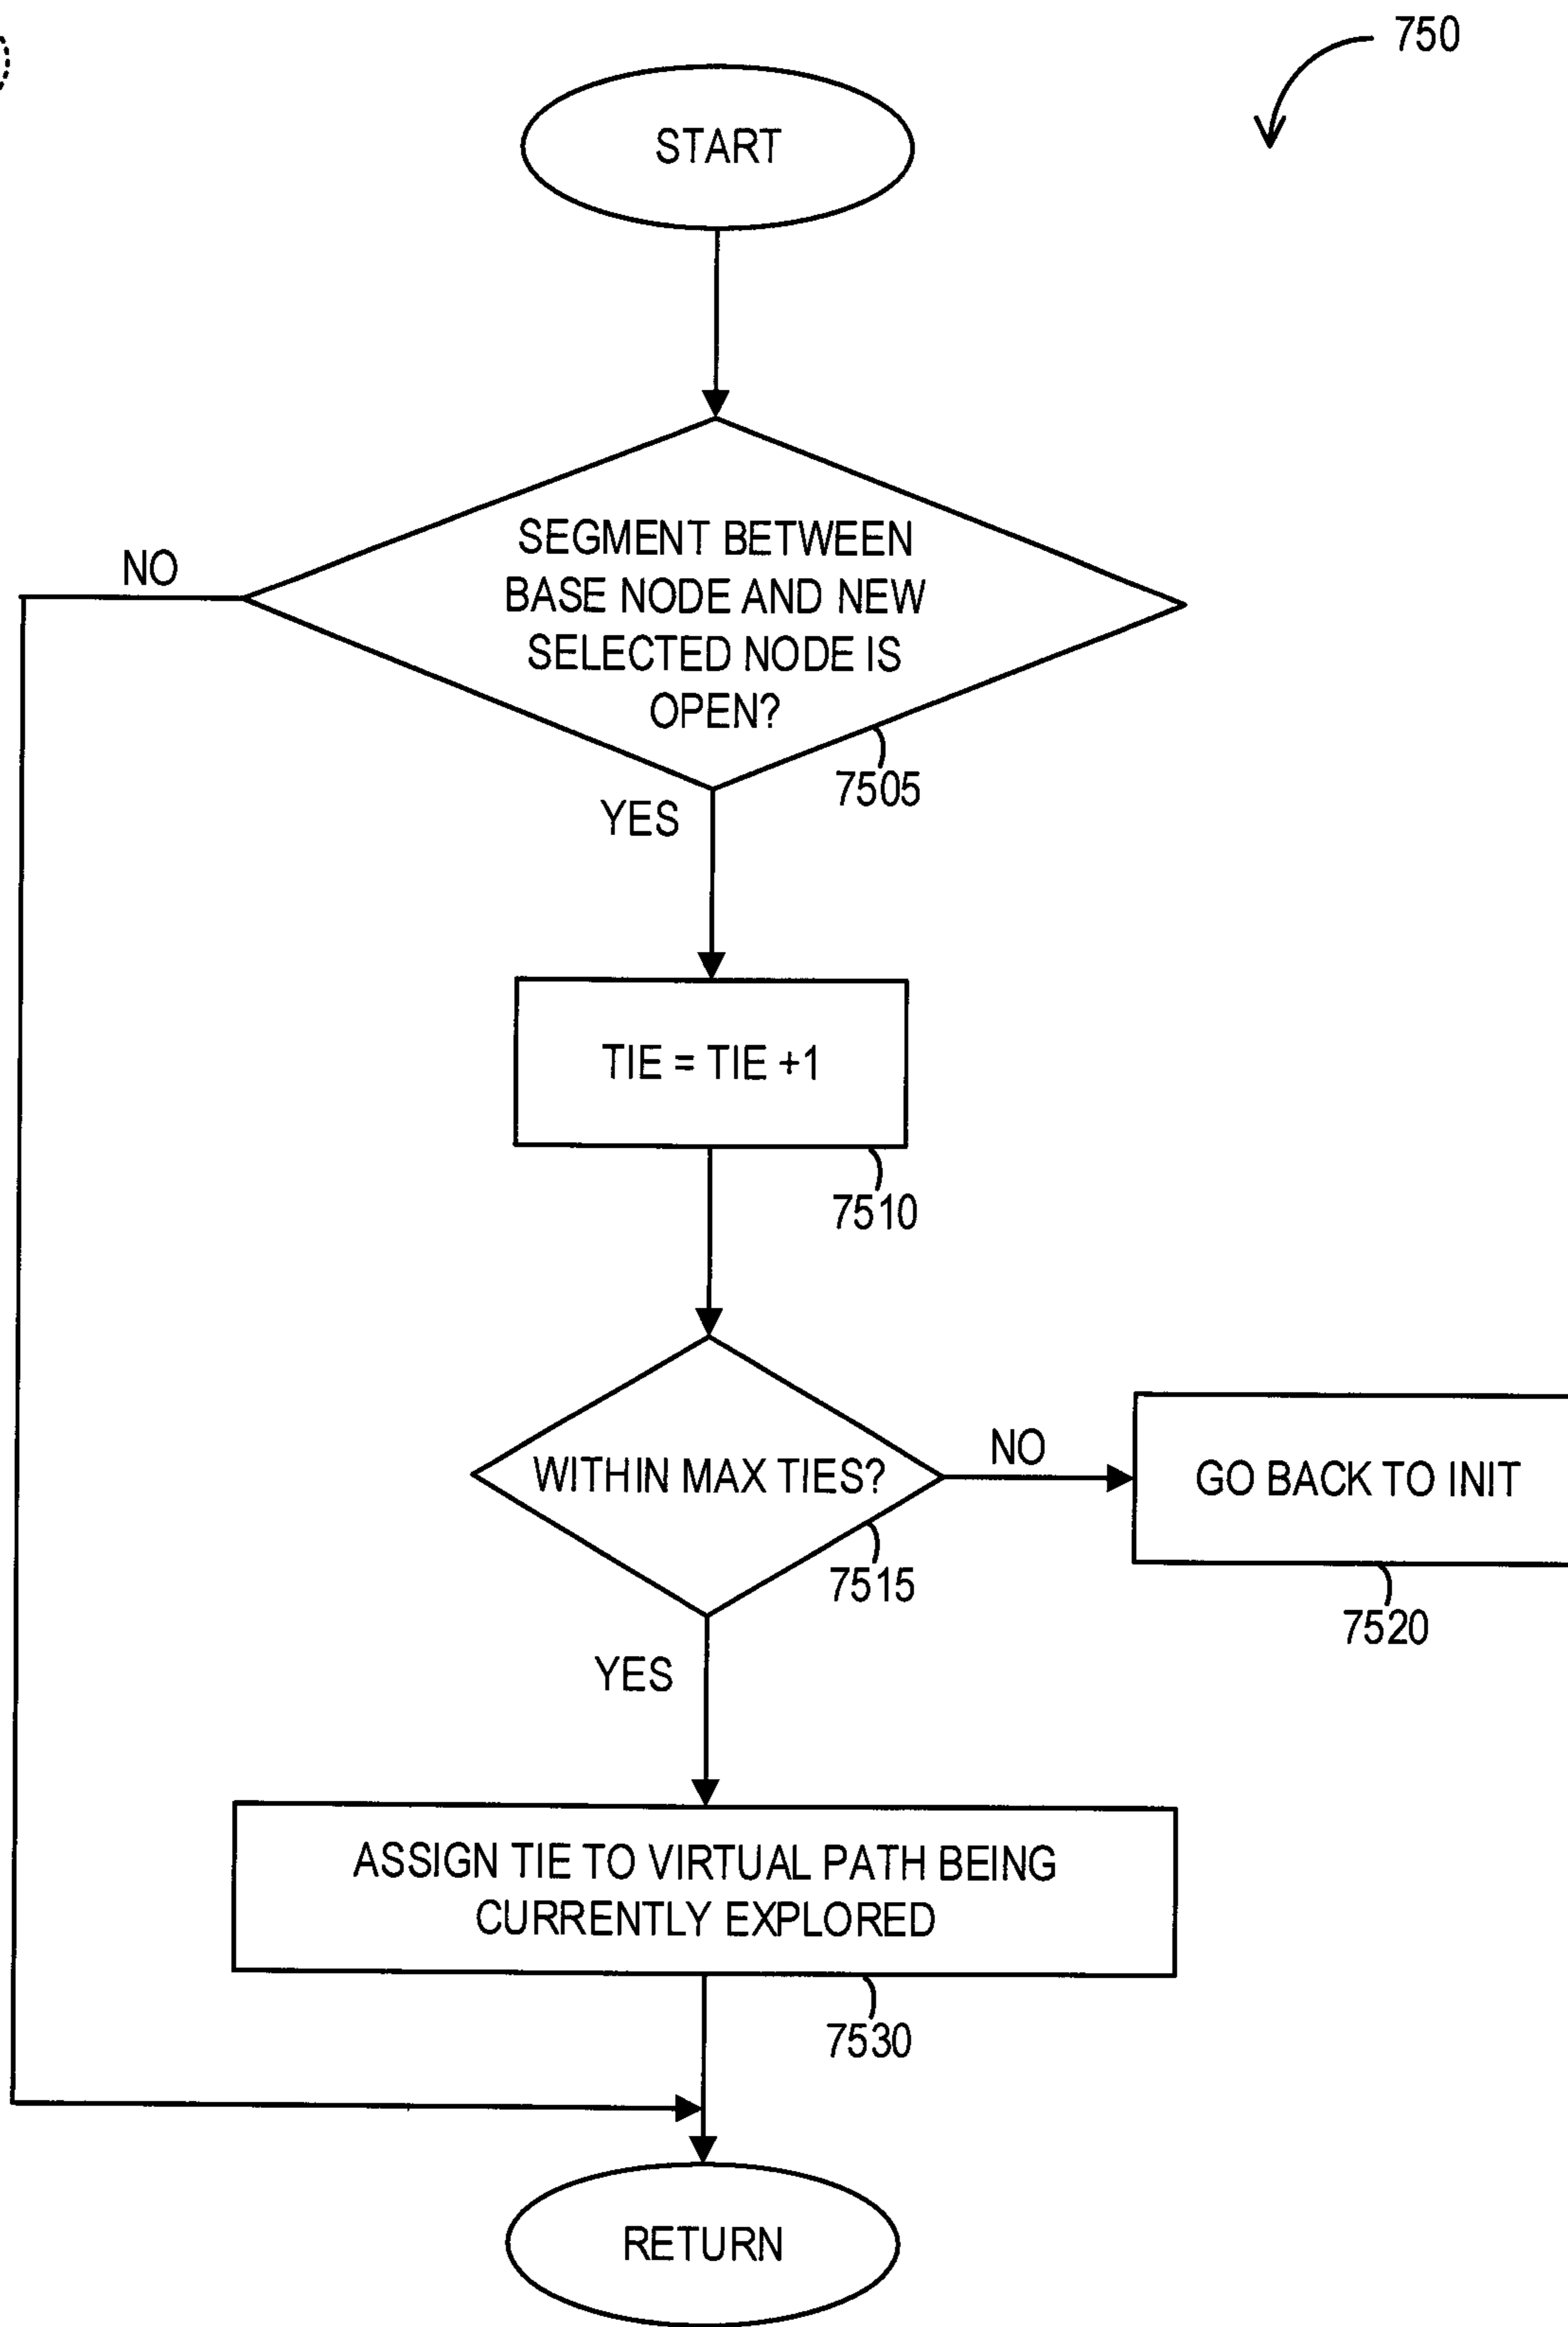 750
START
SEGMENT BETWEEN
BASE NODE AND NEW
SELECTED NODE IS
OPEN?
NO
7505
YES
TIE = TIE +1
7510
WITHIN MAX TIES?
NO
GO BACK TO INIT
7515
7520
YES
ASSIGN TIE TO VIRTUAL PATH BEING
CURRENTLY EXPLORED
7530
RETURN